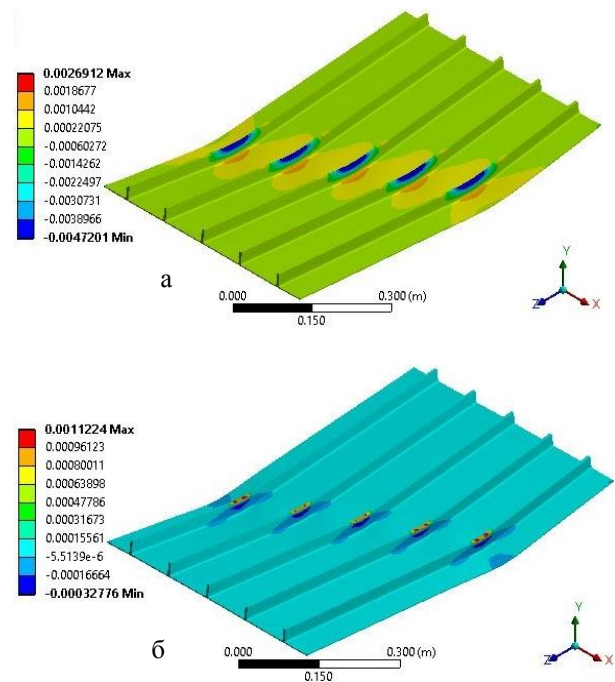 0.0026912 Max
0.0018677
0.0010442
0.00022075
-0.00060272
-0.0014262
-0.0022497
-0.0030731
-0.0038966
-0.0047201 Min
а
0.000
0.300 (m)
0.150
Y
Z
X
0.0011224 Max
0.00096123
0.00080011
0.00063898
0.00047786
0.00031673
0.00015561
-5.5139e-6
-0.00016664
-0.00032776 Min
б
0.000
0.300 (m)
0.150
Y
Z
X